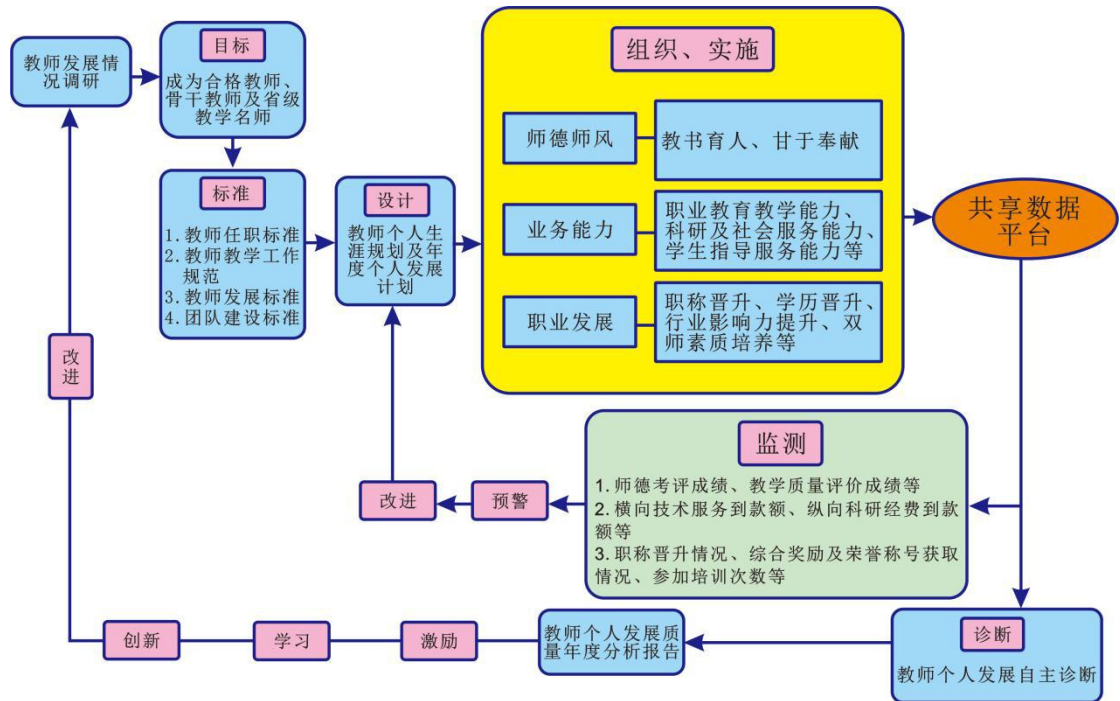 教师发展情
况调研
目标
成为合格教师、
骨干教师及省级
教学名师
标准
1.教师任职标准
2.教师教学工作
规范
3.教师发展标准
4.团队建设标准
设计
教师个人生
涯规划及年
度个人发展
计划
组织、实施
师德师风
教书育人、甘于奉献
业务能力
职业教育教学能力、
科研及社会服务能力、
学生指导服务能力等
职业发展
职称晋升、学历晋升、
行业影响力提升、双
师素质培养等
共享数据
平台
监测
1.师德考评成绩、教学质量评价成绩等
2.横向技术服务到款额、纵向科研经费到款
额等
3.职称晋升情况、综合奖励及荣誉称号获取
情况、参加培训次数等
预警
改进
诊断
教师个人发展自主诊断
教师个人发展质
量年度分析报告
激励
学习
创新
改
进